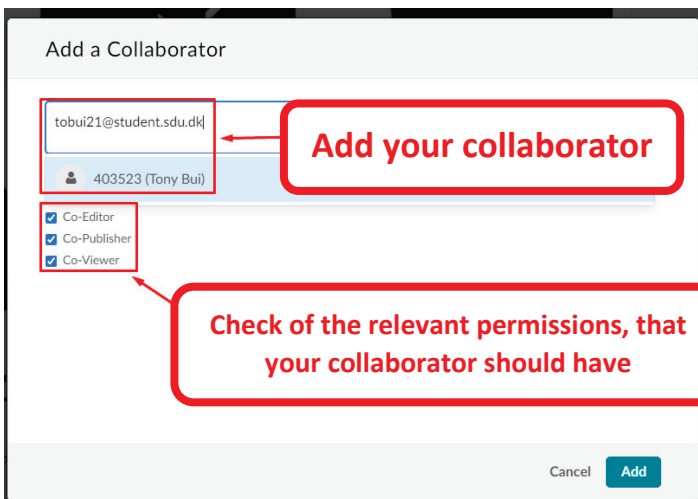 Add a Collaborator
tobui21@student.sdu.dk
Add your collaborator
403523 (Tony Bui)
Co-Editor
Co-Publisher
Co-Viewer
Check of the relevant permissions, that
your collaborator should have
Cancel
Add